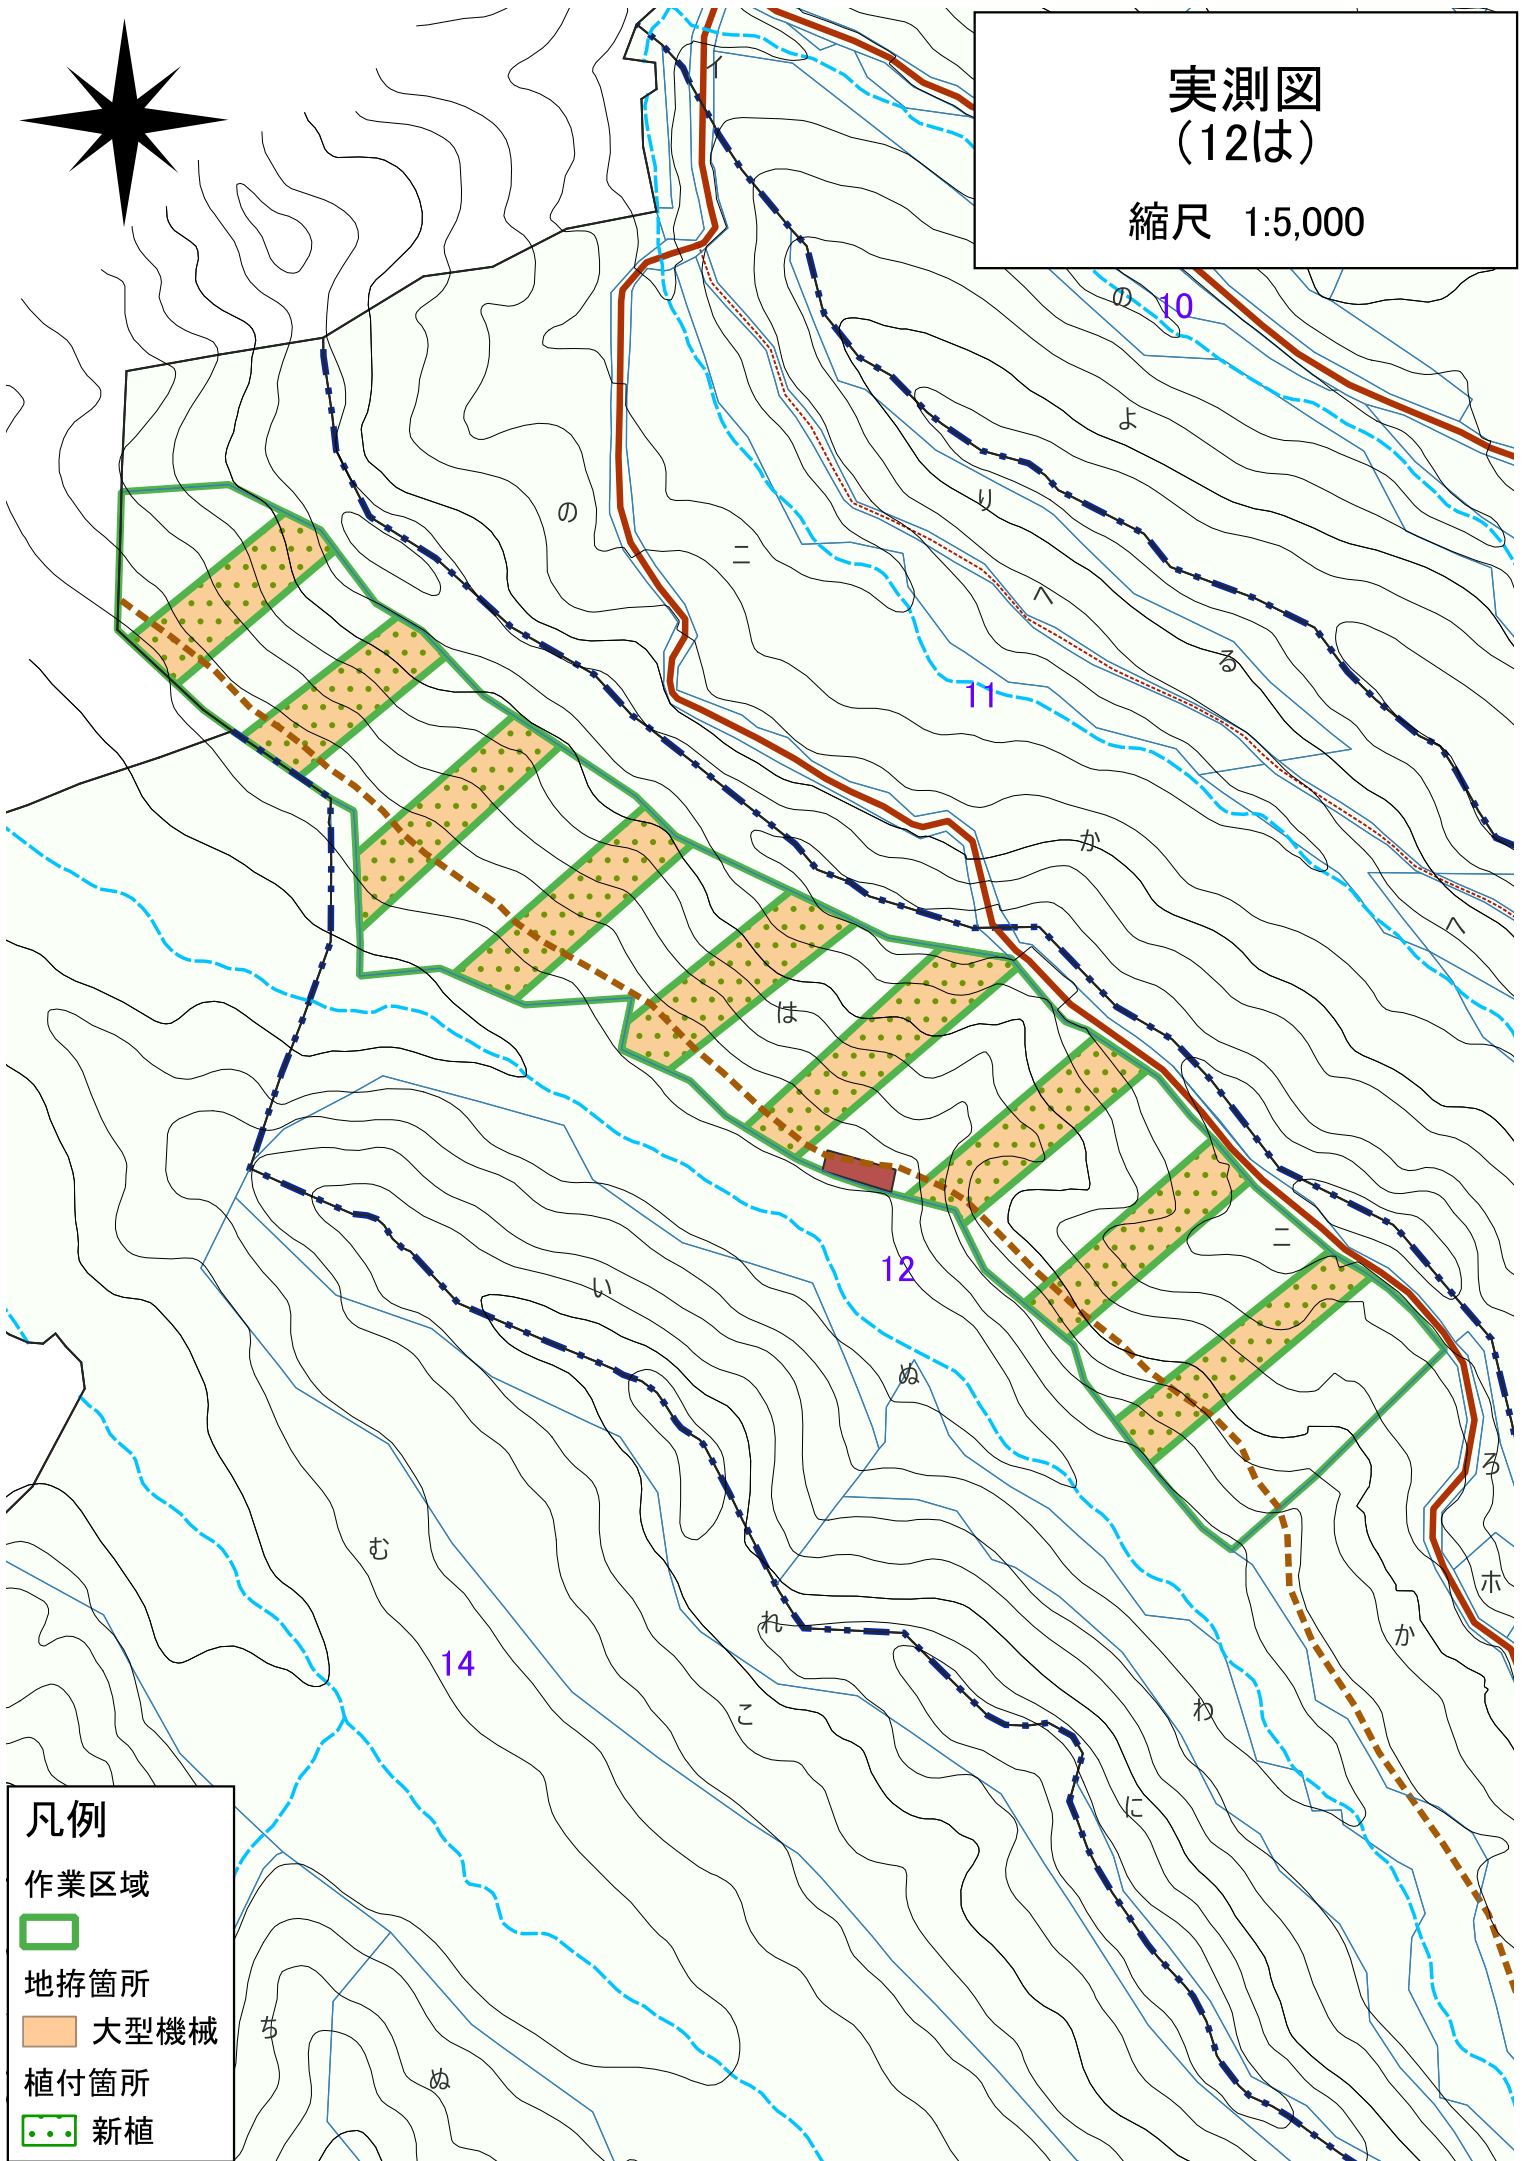 実測図
(12は)
縮尺 1:5,000
イ
の
10
よ
の
り
ニ
へ
る
11
か
へ
は
ニ
12
い
ぬ
ろ
む
ホ
れ
か
14
こ
わ
に
ち
ぬ
凡例
作業区域
地拵箇所
大型機械
植付箇所
新植